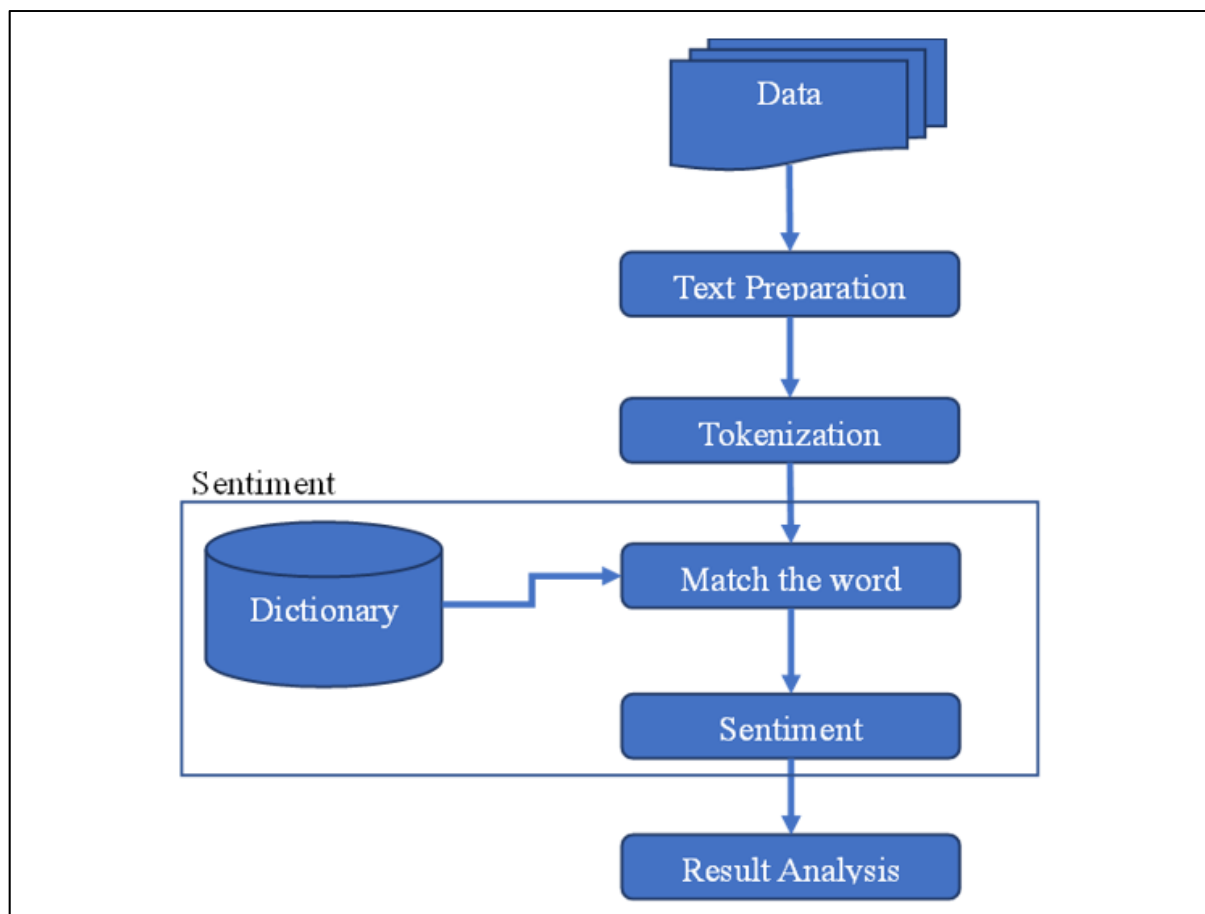 Data
Text Preparation
Tokenization
Sentiment
Dictionary
Match the word
Sentiment
Result Analysis